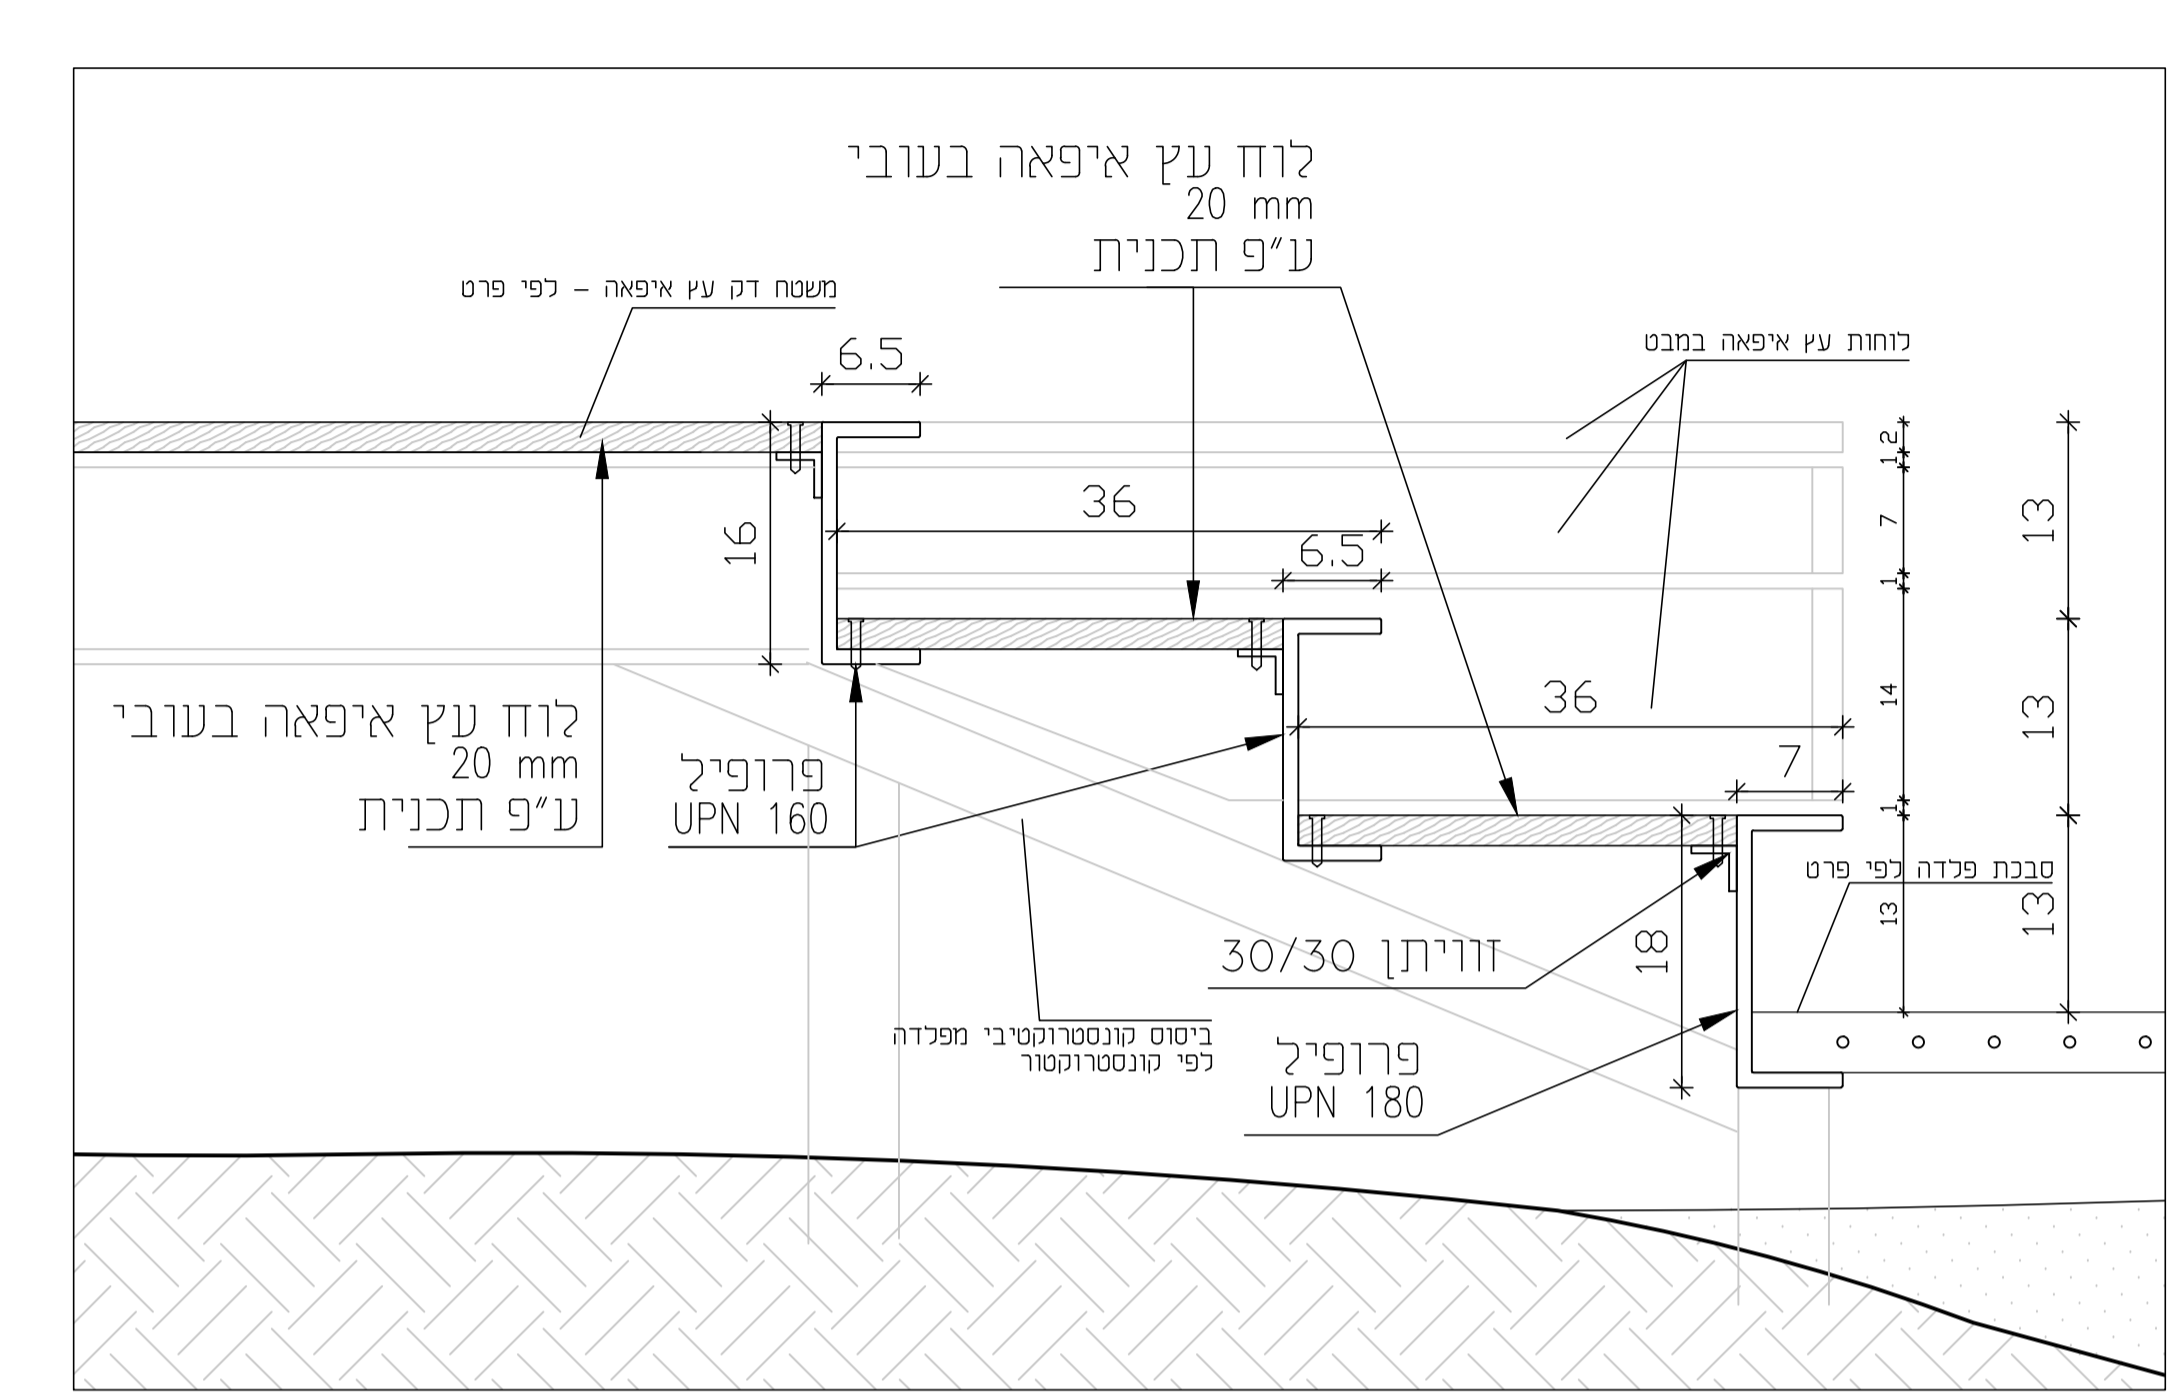 לוח עץ איפאה בעובי
20 mm
ע"פ תכנית
משטח דק עץ איפאה - לפי פרט
לוחות עץ איפאה במבט
6.5
36
6.5
16
36
7
18
2
1
7
1
14
1
13
13
13
13
לוח עץ איפאה בעובי
20 mm
ע"פ תכנית
פרופיל
UPN 160
סבכת פלדה לפי פרט
זוויתן 30/30
ביסוס קונסטרוקטיבי מפלדה
לפי קונסטרוקטור
פרופיל
UPN 180